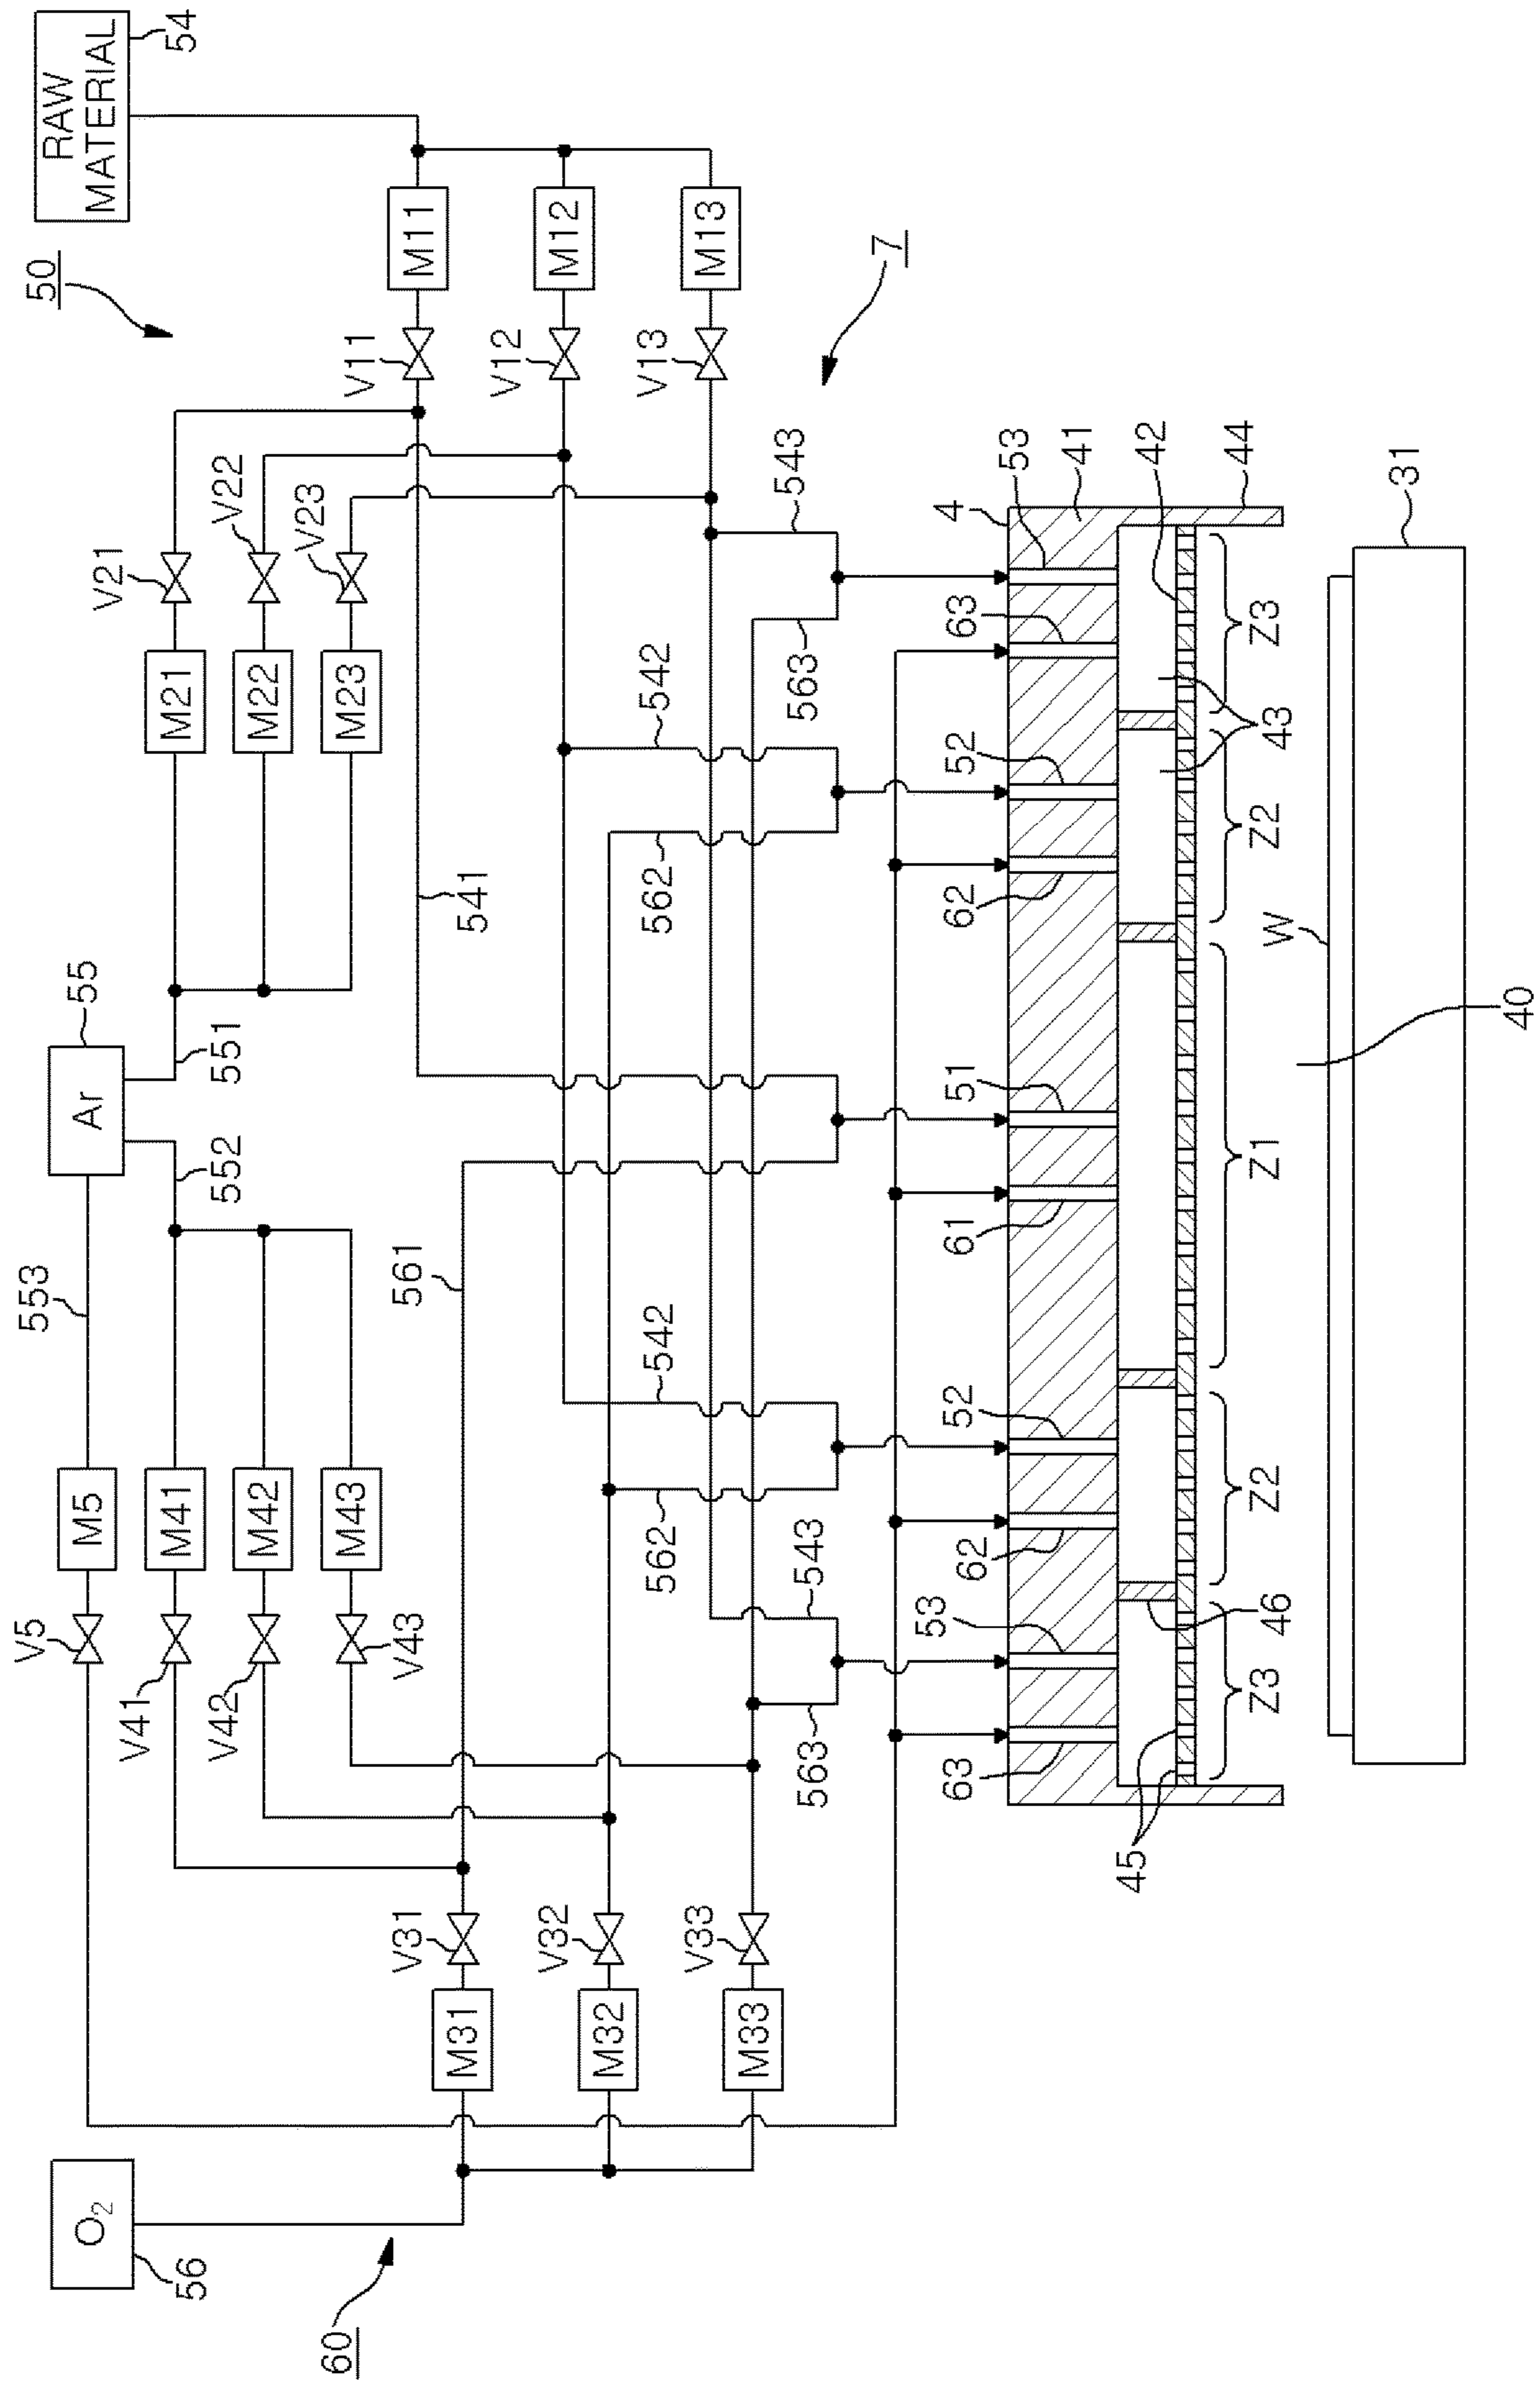 V5
553
50
O2
M5
Ar
55
RAW
MATERIAL
V21
V41
56
M41
M21
54
V42
552
551
V22
M42
M22
V23
60
M43
M23
V11
V31
V43
561
M11
M31
541
V12
V32
M12
M32
562
542
562
542
V13
V33
M13
M33
563
543
563
543
7
63
53
62
52
61
51
62
52
63
4
53
41
45
42
44
46
Z3
Z2
Z1
Z2
43
Z3
W
31
40